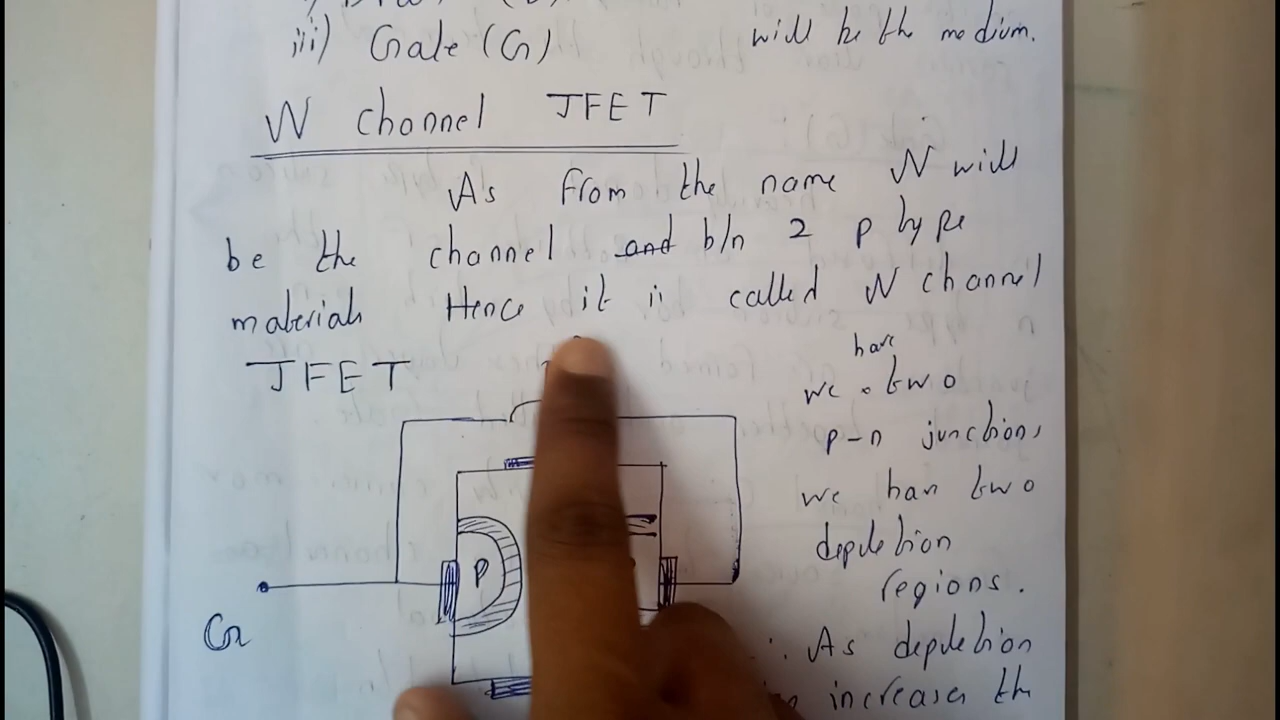 iii) Gate (G)
will be the medium.
N channel JFET
As from the name N will
be the channel and b/n 2 p type
materials Hence it is called N channel
JFET
have
we two
p-n junctions
we have two
depletion
regions.
P
G
∴ As depletion
increases the